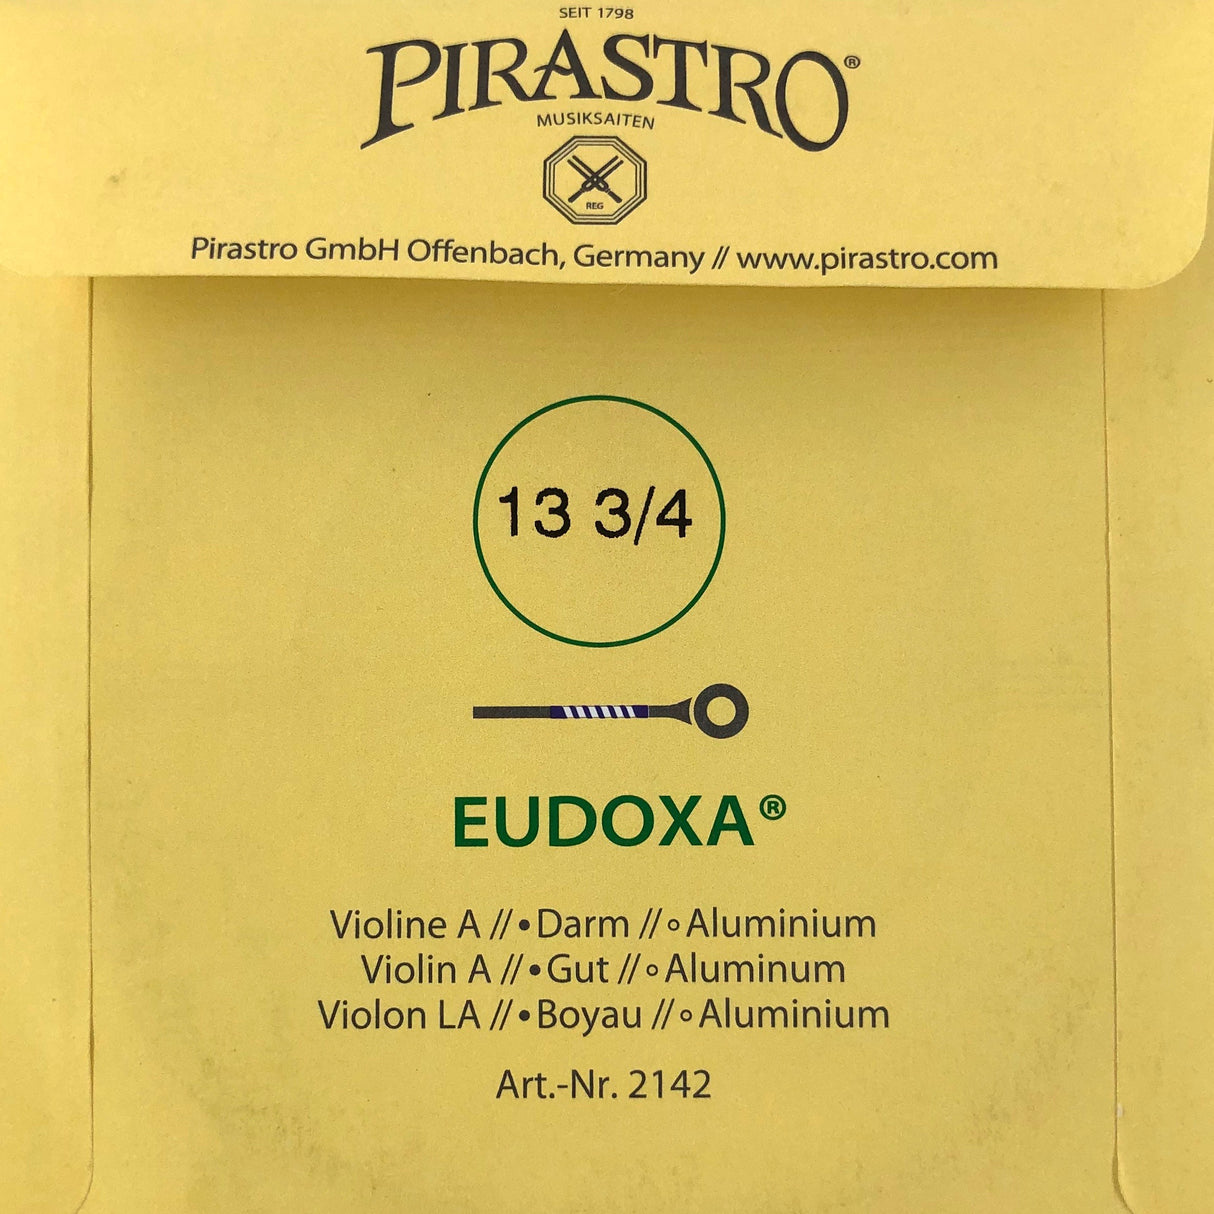 SEIT 1798
PIRASTRO®
MUSIKSAITEN
REG
Pirastro GmbH Offenbach, Germany // www.pirastro.com
13 3/4
EUDOXA®
Violine A // • Darm // ∘ Aluminium
Violin A // • Gut // ∘ Aluminum
Violon LA // • Boyau // ∘ Aluminium
Art.-Nr. 2142